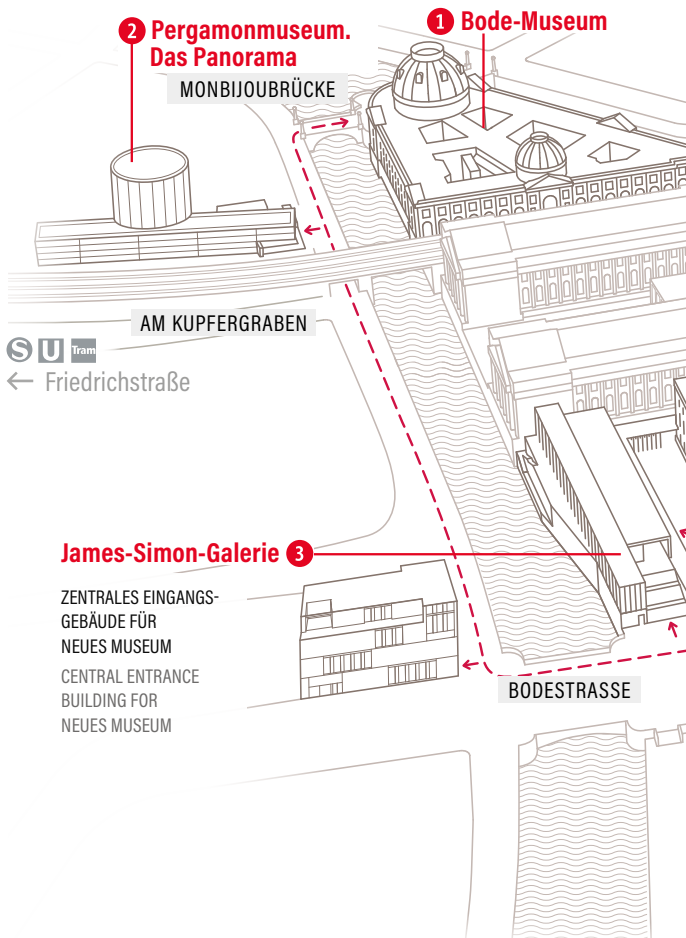 2 Pergamonmuseum.
Das Panorama
1 Bode-Museum
MONBIJOUBRÜCKE
AM KUPFERGRABEN
S U Tram
← Friedrichstraße
James-Simon-Galerie 3
ZENTRALES EINGANGS-
GEBÄUDE FÜR
NEUES MUSEUM
CENTRAL ENTRANCE
BUILDING FOR
NEUES MUSEUM
BODESTRASSE